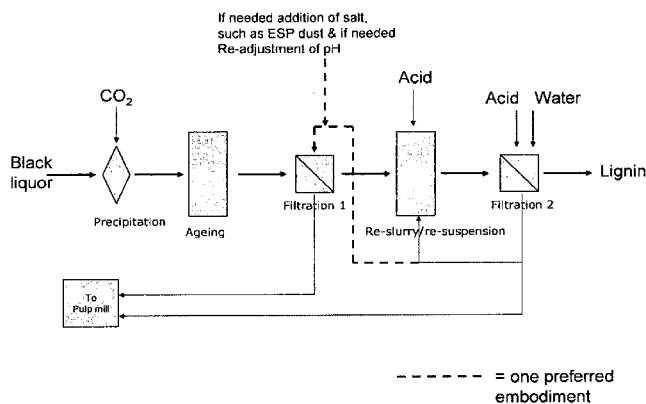 If needed addition of salt,
such as ESP dust & if needed
Re-adjustment of pH
CO2
Acid
Acid Water
Black
liquor
Lignin
Precipitation
Ageing
Filtration 1
Re-slurry/re-suspension
Filtration 2
To
Pulp mill
= one preferred
embodiment